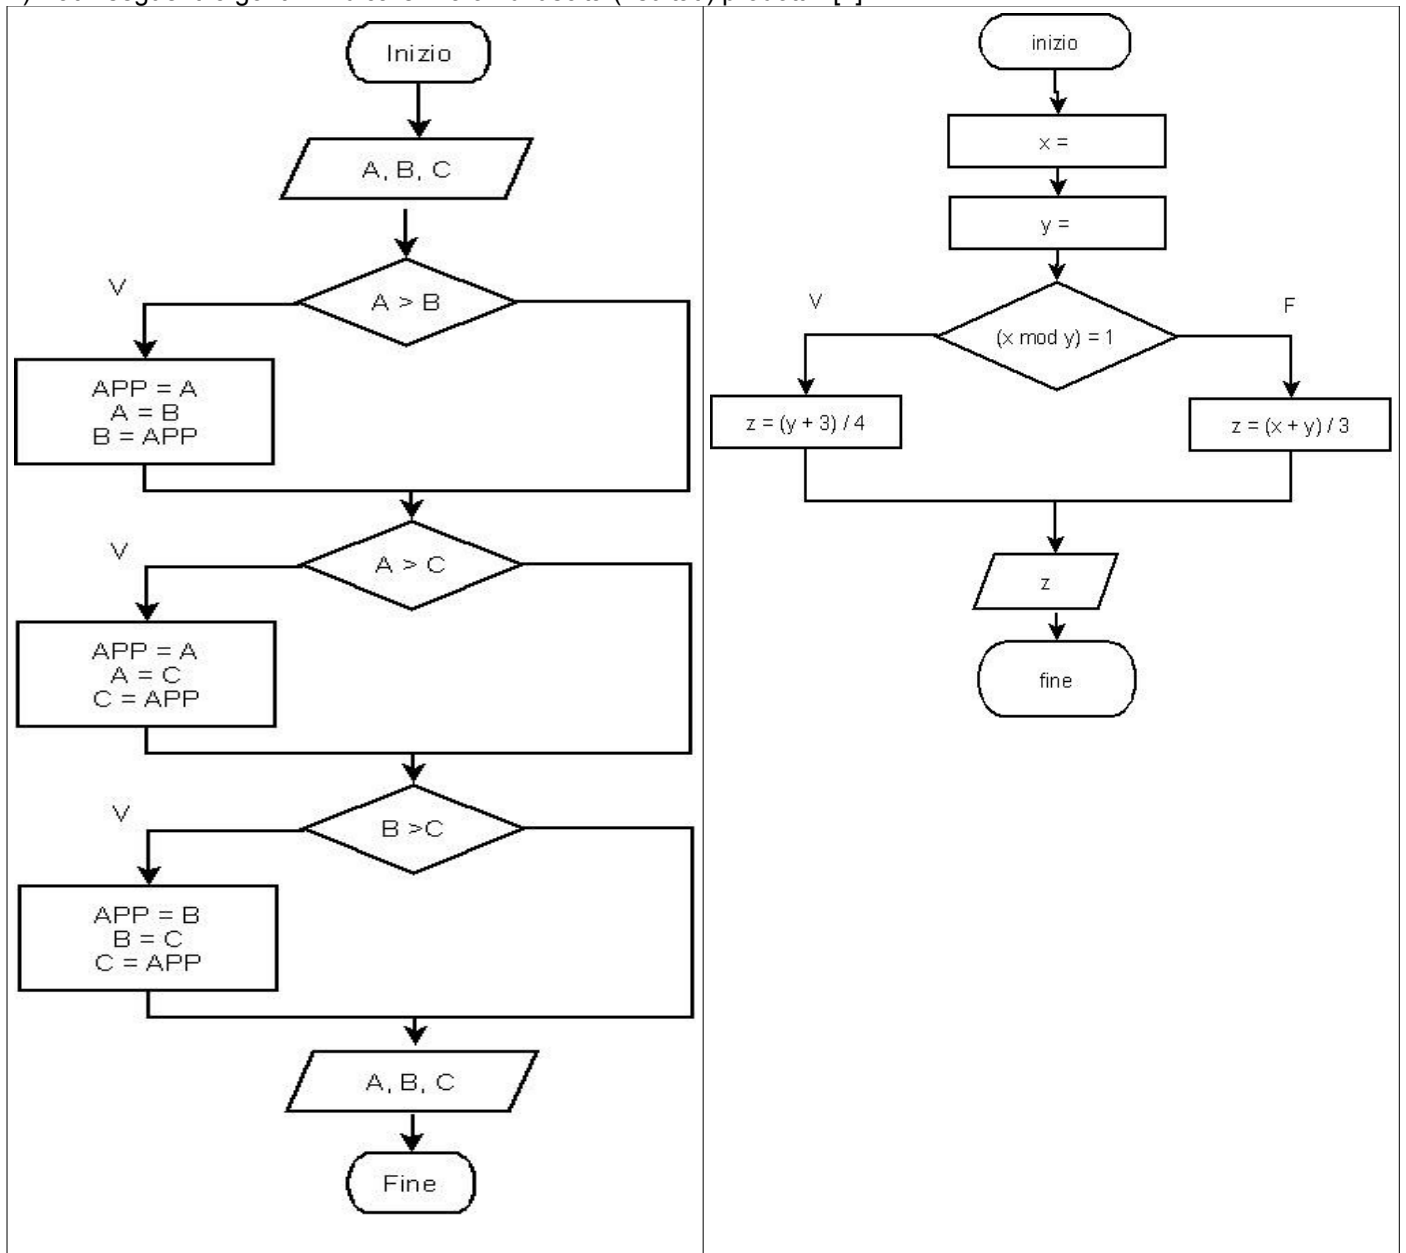 Inizio
A, B, C
A > B
V
APP = A
A = B
B = APP
A > C
V
APP = A
A = C
C = APP
B >C
V
APP = B
B = C
C = APP
A, B, C
Fine
inizio
x =
y =
(x mod y) = 1
V
F
z = (y + 3) / 4
z = (x + y) / 3
z
fine